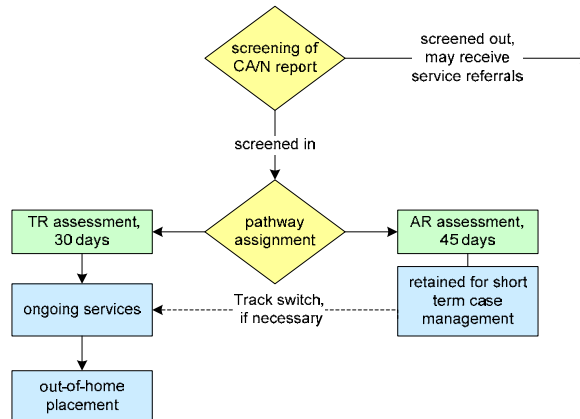 screening of
CA/N report
screened out,
may receive
service referrals
screened in
TR assessment,
30 days
pathway
assignment
AR assessment,
45 days
ongoing services
Track switch,
if necessary
retained for short
term case
management
out-of-home
placement